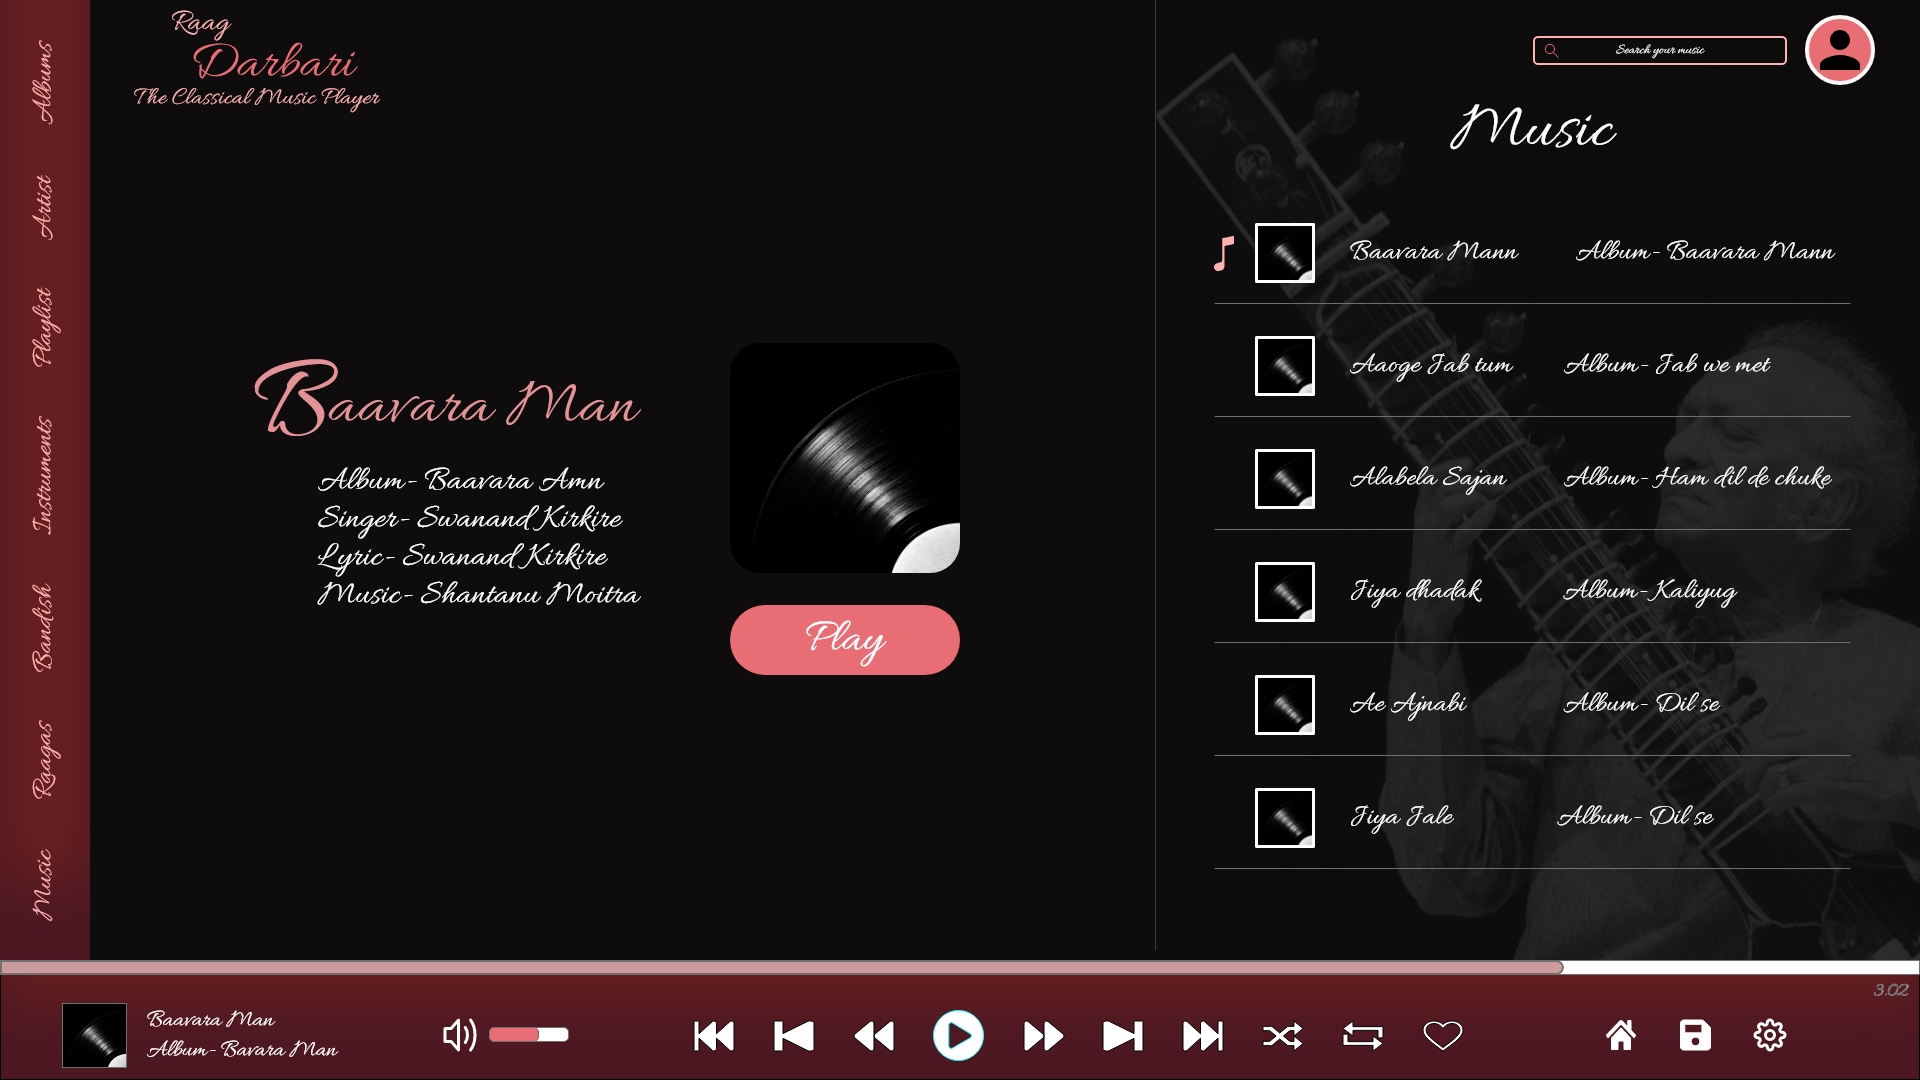 Raag
Darbari
The Classical Music Player
Search your music
Albums
Artist
Playlist
Instruments
Bandish
Raagas
Music
Baavara Man
Album- Baavara Amn
Singer- Swanand Kirkire
Lyric- Swanand Kirkire
Music- Shantanu Moitra
Play
Music
Baavara Mann Album- Baavara Mann
Aaoge Jab tum Album- Jab we met
Alabela Sajan Album- Ham dil de chuke
Jiya dhadak Album- Kaliyug
Ae Ajnabi Album- Dil se
Jiya Jale Album- Dil se
3.02
Baavara Man
Album- Bavara Man